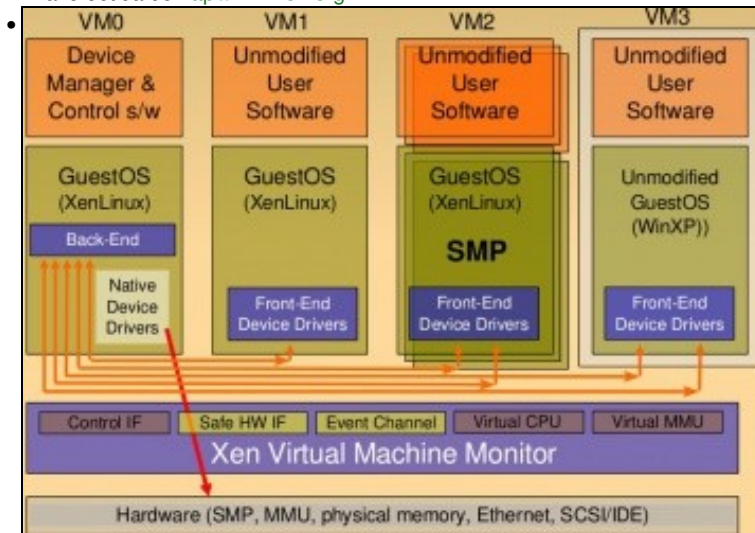 VM0
VM1
VM2
VM3
Device
Manager &
Control s/w
Unmodified
User
Software
Unmodified
User
Software
Unmodified
User
Software
GuestOS
(XenLinux)
Back-End
Native
Device
Drivers
GuestOS
(XenLinux)
Front-End
Device Drivers
GuestOS
(XenLinux)
SMP
Front-End
Device Drivers
Unmodified
GuestOS
(WinXP))
Front-End
Device Drivers
Control IF
Safe HW IF
Event Channel
Virtual CPU
Virtual MMU
Xen Virtual Machine Monitor
Hardware (SMP, MMU, physical memory, Ethernet, SCSI/IDE)